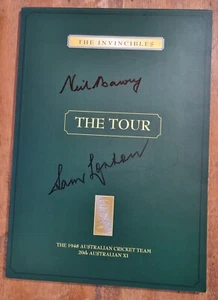 THE INVINCIBLES
Neil Harvey
THE TOUR
Sam Loxton
THE 1948 AUSTRALIAN CRICKET TEAM
20th AUSTRALIAN XI